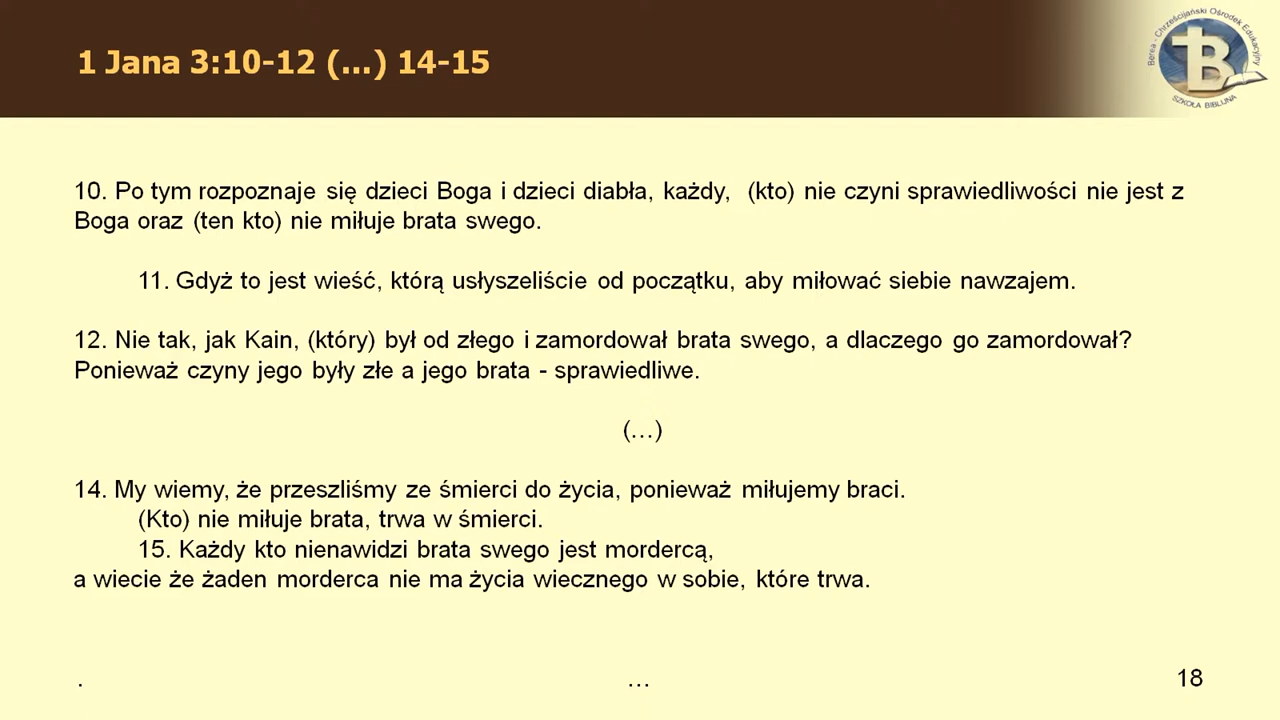 1 Jana 3:10-12 (...) 14-15
Berea - Chrześcijański Ośrodek Edukacyjny
SZKOŁA BIBLIJNA
10. Po tym rozpoznaje się dzieci Boga i dzieci diabła, każdy, (kto) nie czyni sprawiedliwości nie jest z
Boga oraz (ten kto) nie miłuje brata swego.
11. Gdyż to jest wieść, którą usłyszeliście od początku, aby miłować siebie nawzajem.
12. Nie tak, jak Kain, (który) był od złego i zamordował brata swego, a dlaczego go zamordował?
Ponieważ czyny jego były złe a jego brata - sprawiedliwe.
(…)
14. My wiemy, że przeszliśmy ze śmierci do życia, ponieważ miłujemy braci.
(Kto) nie miłuje brata, trwa w śmierci.
15. Każdy kto nienawidzi brata swego jest mordercą,
a wiecie że żaden morderca nie ma życia wiecznego w sobie, które trwa.
. … 18